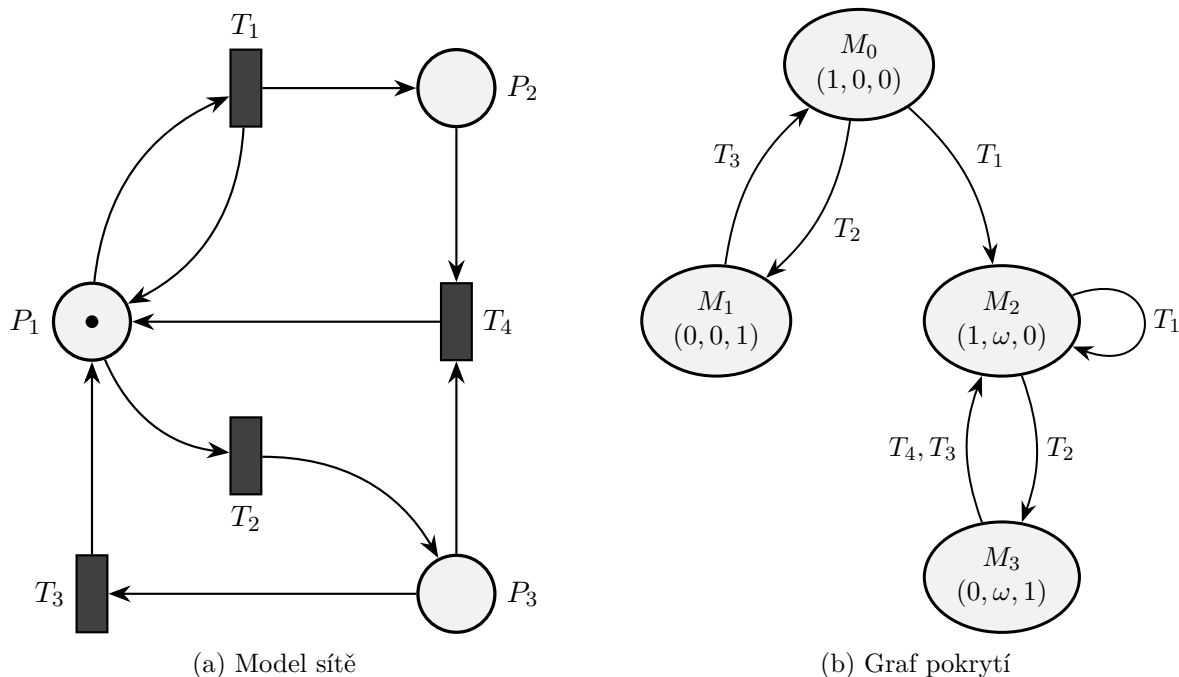 T₁
P₂
P₁
T₄
T₂
T₃
P₃
(a) Model sítě
M₀
(1, 0, 0)
T₃
T₁
T₂
M₁
(0, 0, 1)
M₂
(1, ω, 0)
T₁
T₄, T₃
T₂
M₃
(0, ω, 1)
(b) Graf pokrytí